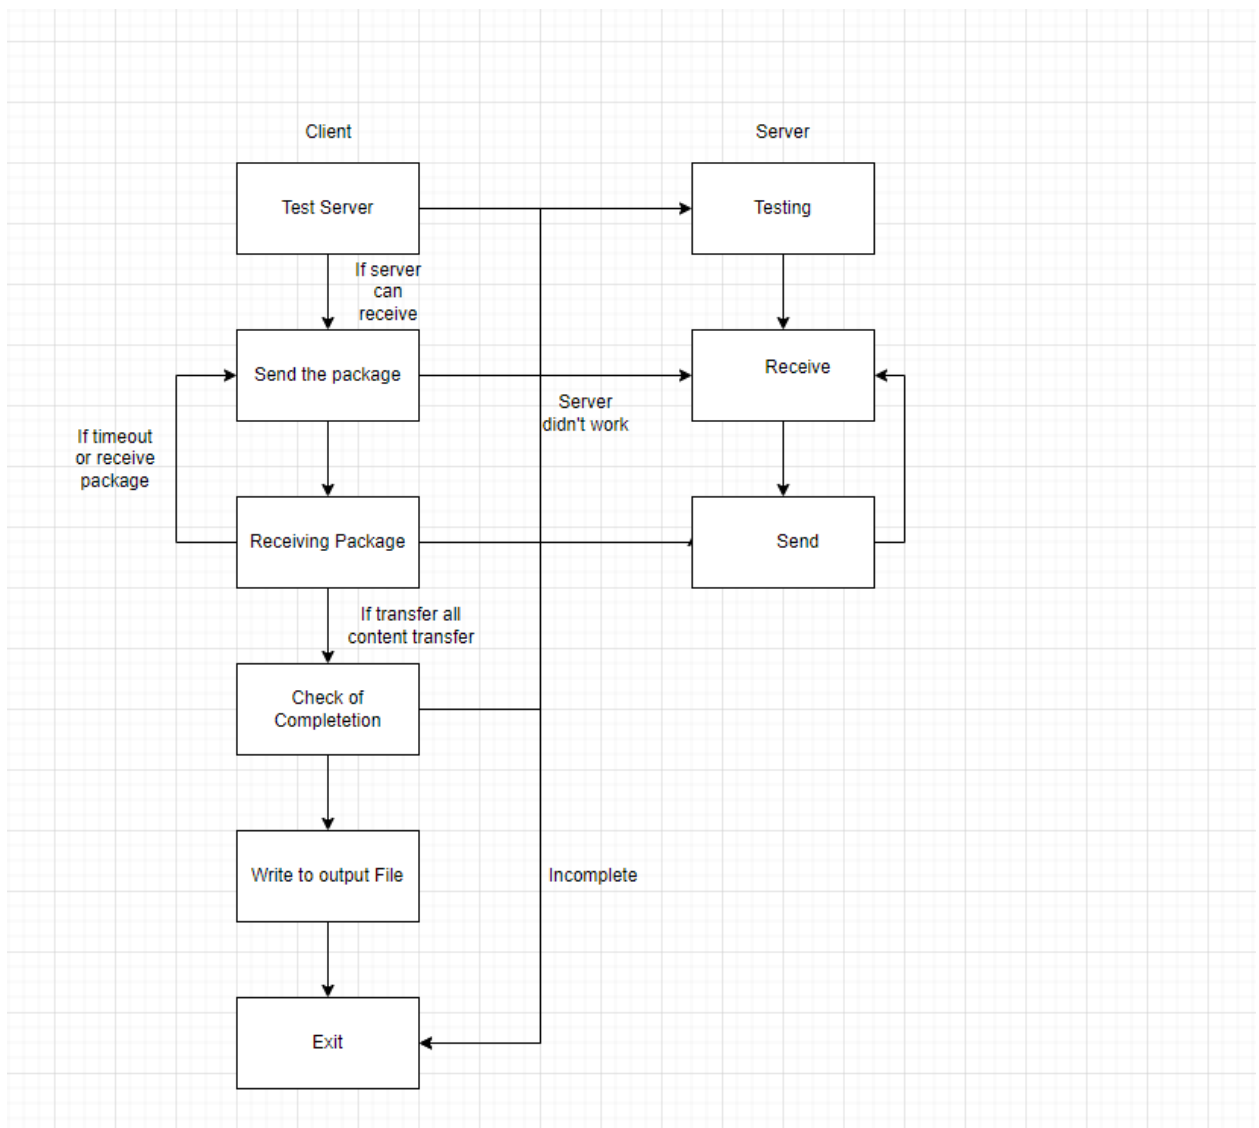 Client
Server
Test Server
Testing
If server
can
receive
Send the package
Receive
Server
didn't work
If timeout
or receive
package
Receiving Package
Send
If transfer all
content transfer
Check of
Completetion
Write to output File
Incomplete
Exit